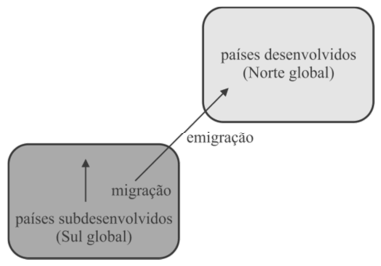 países desenvolvidos
(Norte global)
emigração
migração
países subdesenvolvidos
(Sul global)